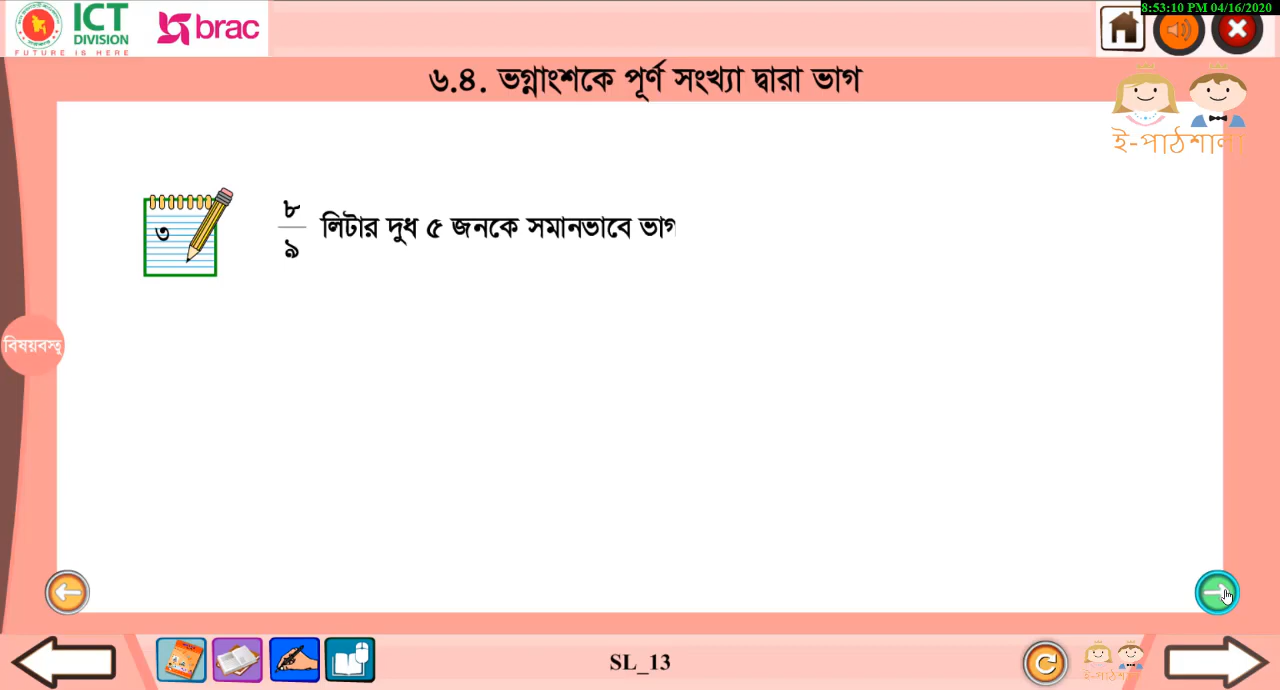 8:53:10 PM 04/16/2020
ICT
DIVISION
FUTURE IS HERE
brac
৬.৪. ভগ্নাংশকে পূর্ণ সংখ্যা দ্বারা ভাগ
ই-পাঠশালা
৩
৮
৯
লিটার দুধ ৫ জনকে সমানভাবে ভাগ
বিষয়বস্তু
SL_13
ই-পাঠশালা